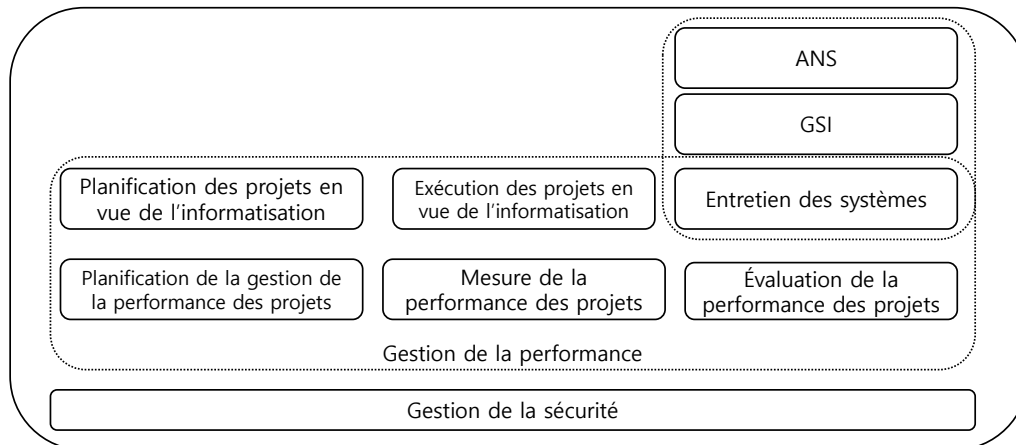 ANS
GSI
Planification des projets en
vue de l'informatisation
Exécution des projets en
vue de l'informatisation
Entretien des systèmes
Planification de la gestion de
la performance des projets
Mesure de la
performance des projets
Évaluation de la
performance des projets
Gestion de la performance
Gestion de la sécurité